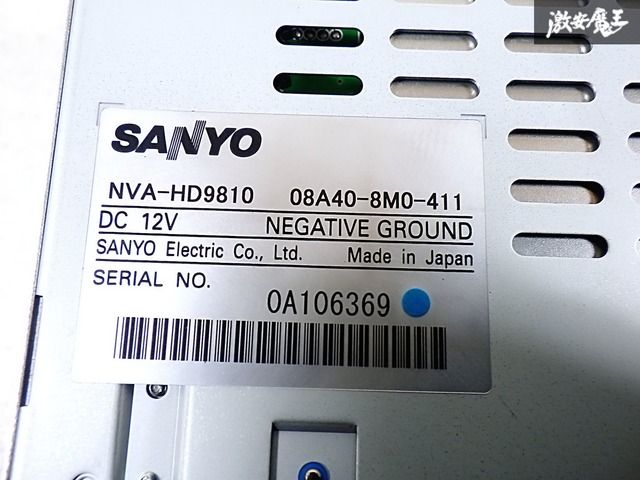 激安魔王
SANYO
NVA-HD9810 08A40-8M0-411
DC 12V NEGATIVE GROUND
SANYO Electric Co., Ltd. Made in Japan
SERIAL NO.
0A106369